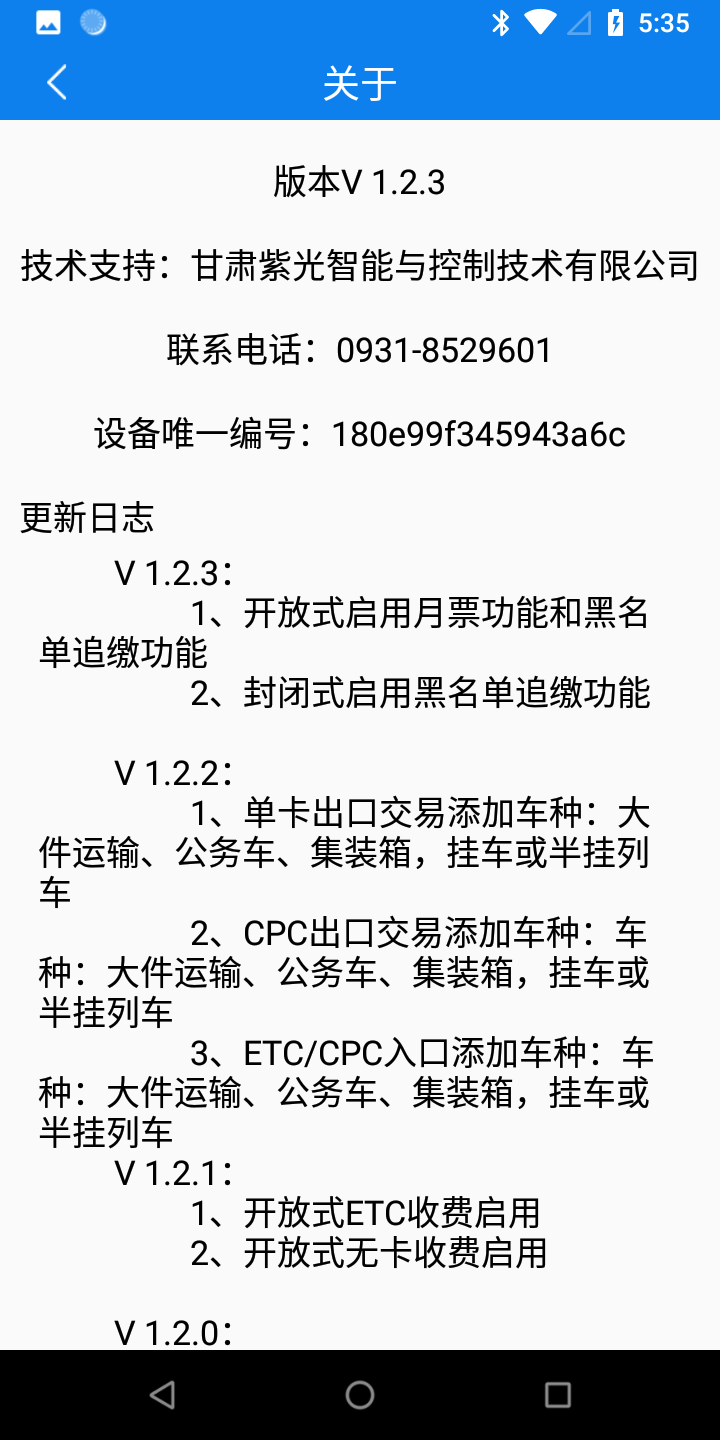 5:35
关于
版本V 1.2.3
技术支持：甘肃紫光智能与控制技术有限公司
联系电话：0931-8529601
设备唯一编号：180e99f345943a6c
更新日志
V 1.2.3：
1、开放式启用月票功能和黑名
单追缴功能
2、封闭式启用黑名单追缴功能
V 1.2.2：
1、单卡出口交易添加车种：大
件运输、公务车、集装箱，挂车或半挂列
车
2、CPC出口交易添加车种：车
种：大件运输、公务车、集装箱，挂车或
半挂列车
3、ETC/CPC入口添加车种：车
种：大件运输、公务车、集装箱，挂车或
半挂列车
V 1.2.1：
1、开放式ETC收费启用
2、开放式无卡收费启用
V 1.2.0：